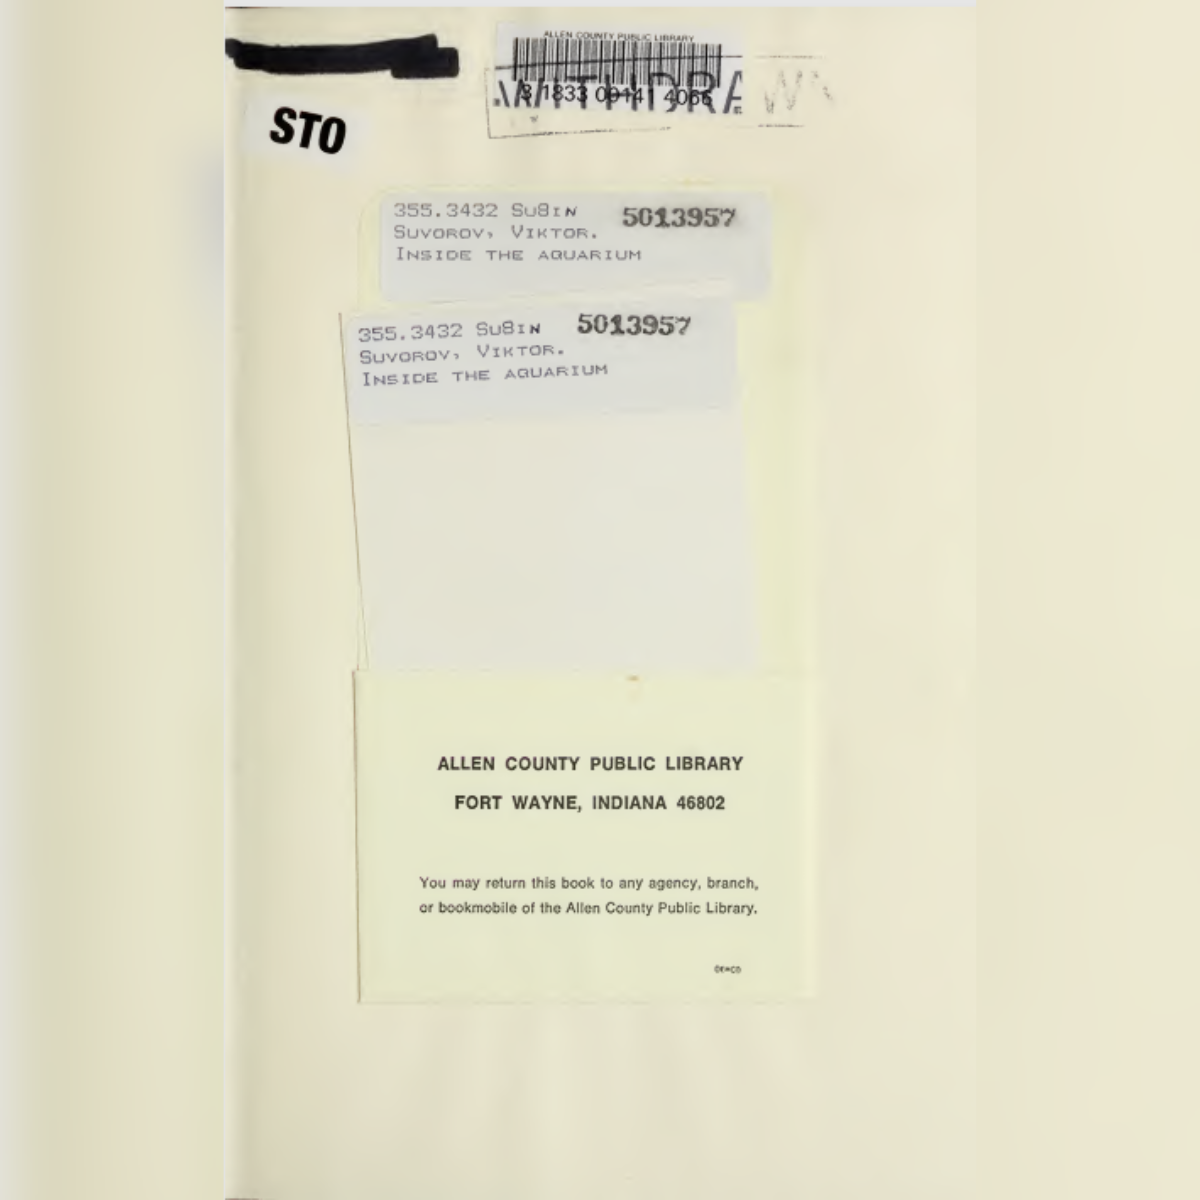 ALLEN COUNTY PUBLIC LIBRARY
3 1833 00141 4066
WITHDRAWN
STO
355.3432 Su8in 5013957
Suvorov, Viktor.
Inside the aquarium
355.3432 Su8in 5013957
Suvorov, Viktor.
Inside the aquarium
ALLEN COUNTY PUBLIC LIBRARY
FORT WAYNE, INDIANA 46802
You may return this book to any agency, branch,
or bookmobile of the Allen County Public Library.
DEMCO